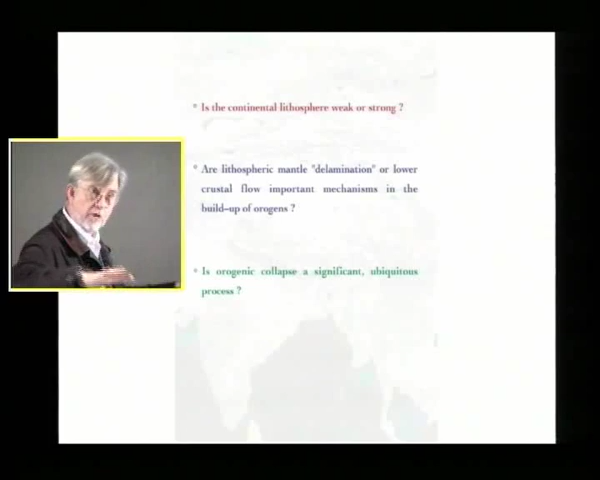 * Is the continental lithosphere weak or strong ?
* Are lithospheric mantle "delamination" or lower
crustal flow important mechanisms in the
build-up of orogens ?
* Is orogenic collapse a significant, ubiquitous
process ?